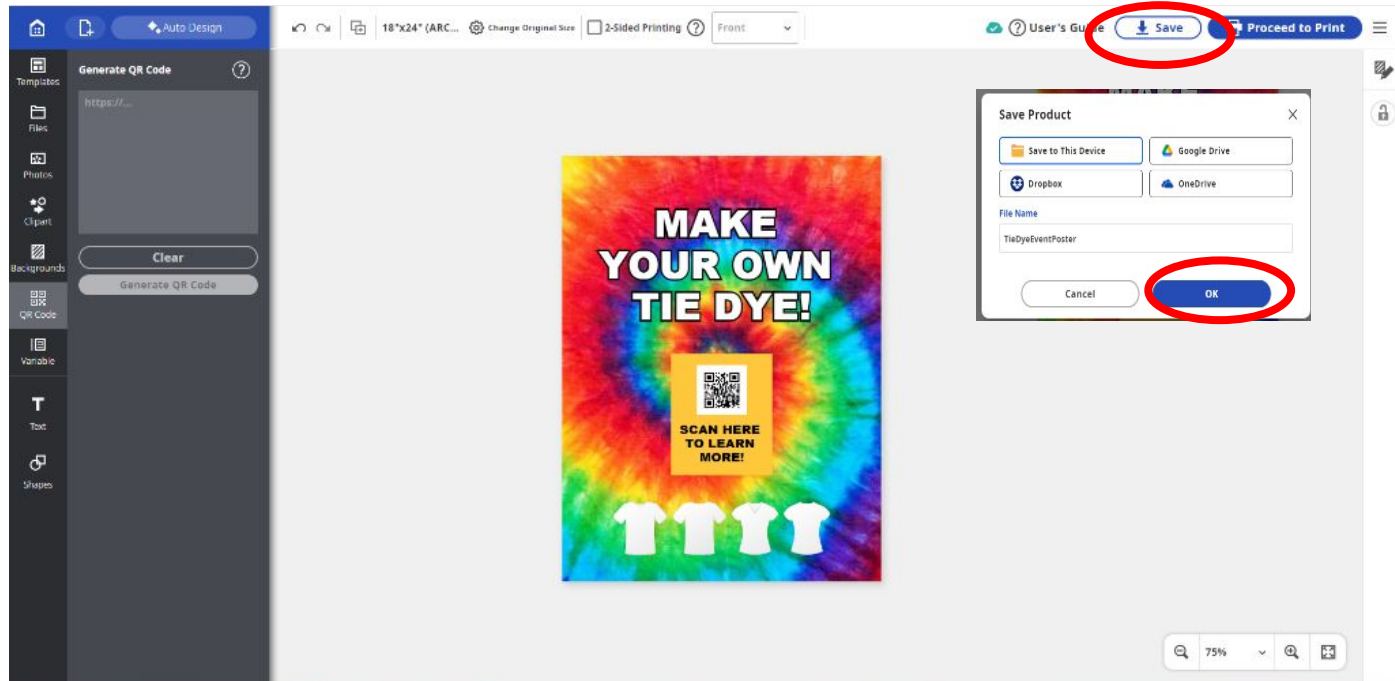 Auto Design
18"x24" (ARC...
Change Original Size
2-Sided Printing
Front
User's Guide
Save
Proceed to Print
Templates
Files
Photos
Clipart
Backgrounds
QR Code
Variable
Text
Shapes
Generate QR Code
https://...
Clear
Generate QR Code
MAKE
YOUR OWN
TIE DYE!
SCAN HERE
TO LEARN
MORE!
MAKE
Save Product
Save to This Device
Google Drive
Dropbox
OneDrive
File Name
TieDyeEventPoster
Cancel
OK
75%